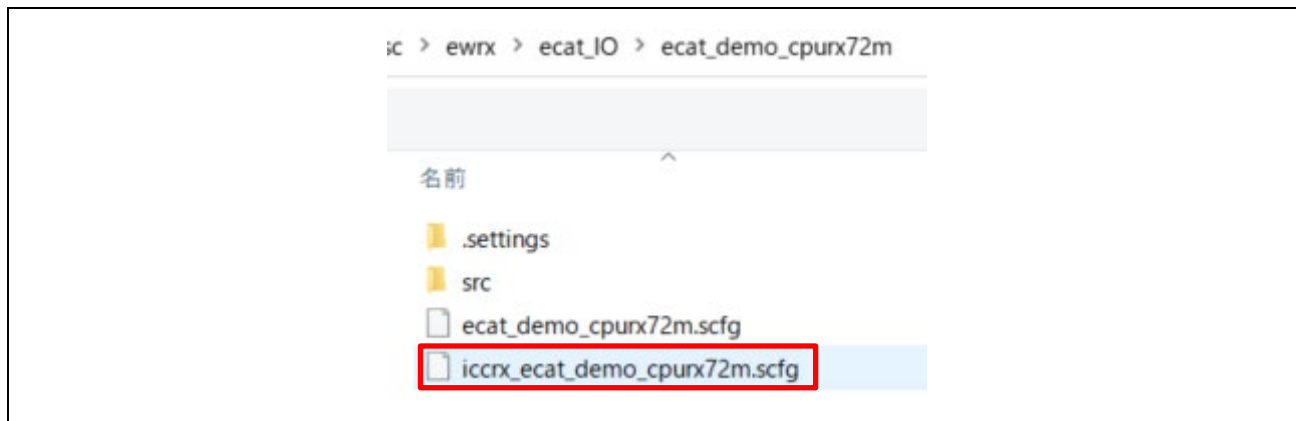 sc > ewrx > ecat_IO > ecat_demo_cpurx72m
名前
.settings
src
ecat_demo_cpurx72m.scfg
iccrx_ecat_demo_cpurx72m.scfg